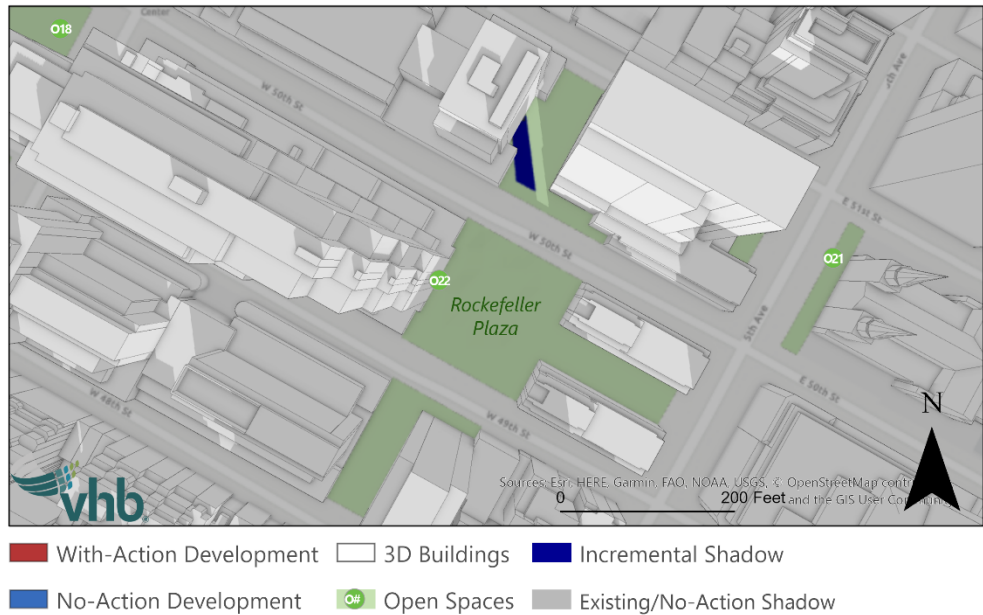 O18
Center
W 50th St
5th Ave
E 51st St
O21
W 50th St
O22
Rockefeller
Plaza
5th Ave
E 50th St
W 48th St
W 49th St
N
vhb
Sources: Esri, HERE, Garmin, FAO, NOAA, USGS, © OpenStreetMap
0 200 Feet
and the GIS User
With-Action Development
3D Buildings
Incremental Shadow
No-Action Development
O#
Open Spaces
Existing/No-Action Shadow